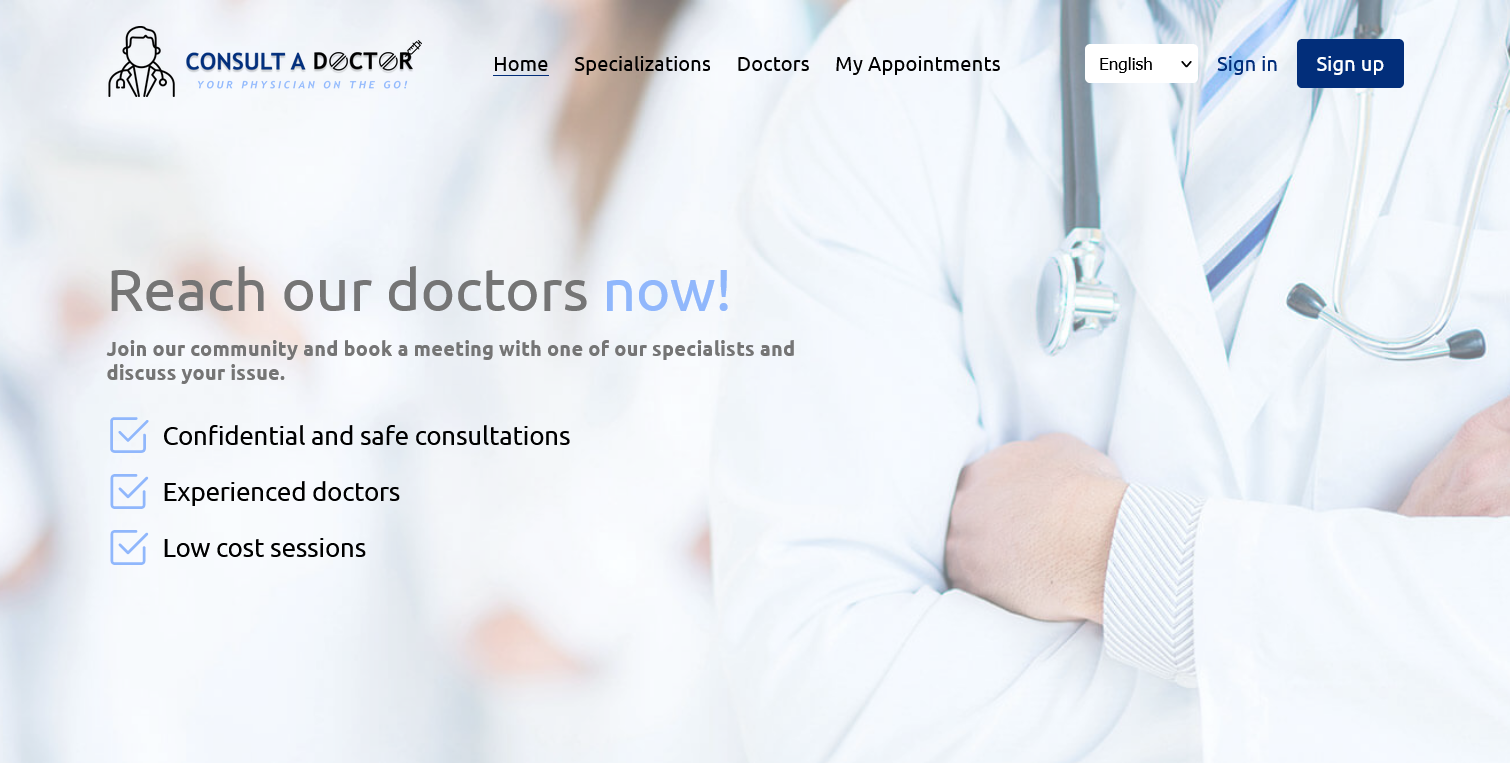 CONSULT A DOCTOR
YOUR PHYSICIAN ON THE GO!
Home
Specializations
Doctors
My Appointments
English
Sign in
Sign up
Reach our doctors now!
Join our community and book a meeting with one of our specialists and
discuss your issue.
Confidential and safe consultations
Experienced doctors
Low cost sessions